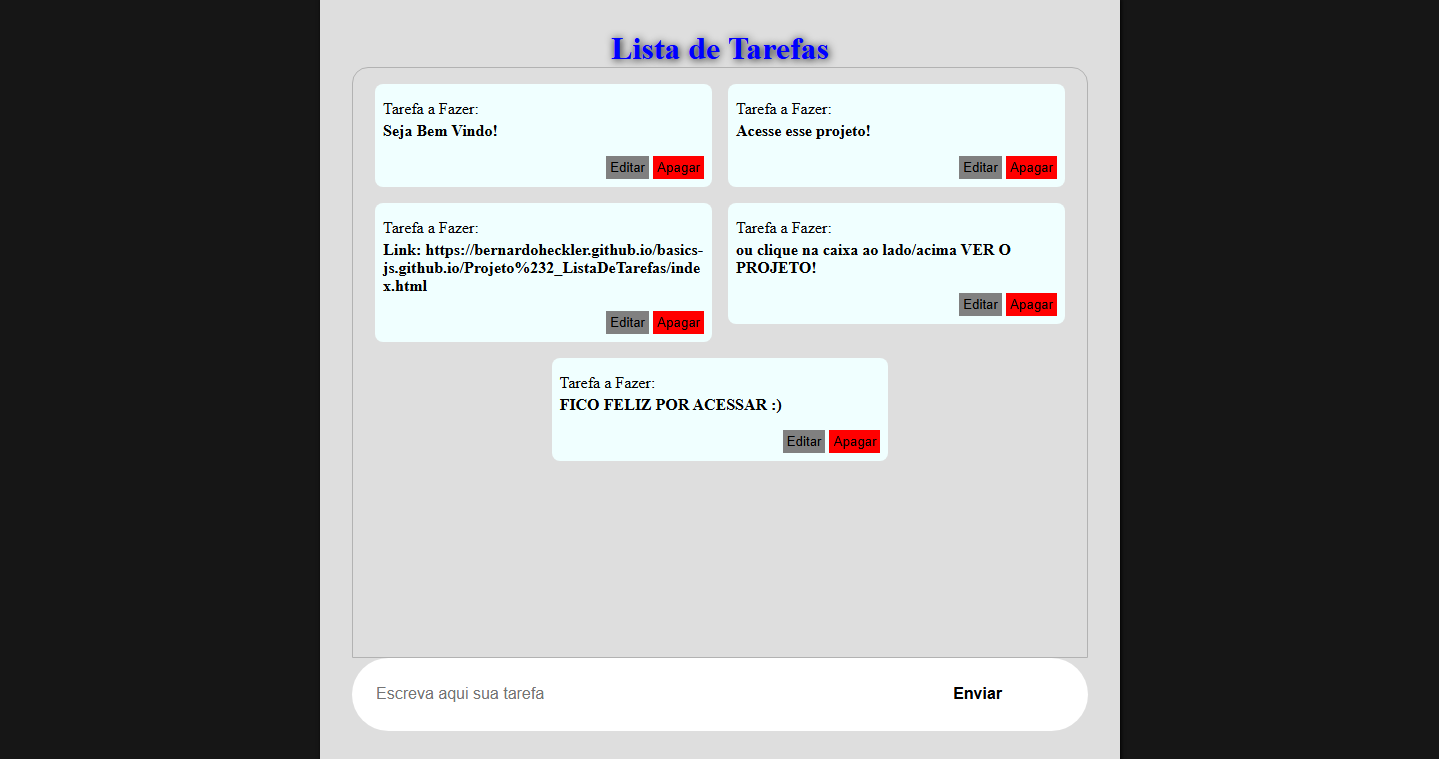 Lista de Tarefas
Tarefa a Fazer:
Seja Bem Vindo!
Editar Apagar
Tarefa a Fazer:
Acesse esse projeto!
Editar Apagar
Tarefa a Fazer:
Link: https://bernardoheckler.github.io/basics-
js.github.io/Projeto%232_ListaDeTarefas/inde
x.html
Editar Apagar
Tarefa a Fazer:
ou clique na caixa ao lado/acima VER O
PROJETO!
Editar Apagar
Tarefa a Fazer:
FICO FELIZ POR ACESSAR :)
Editar Apagar
Escreva aqui sua tarefa
Enviar